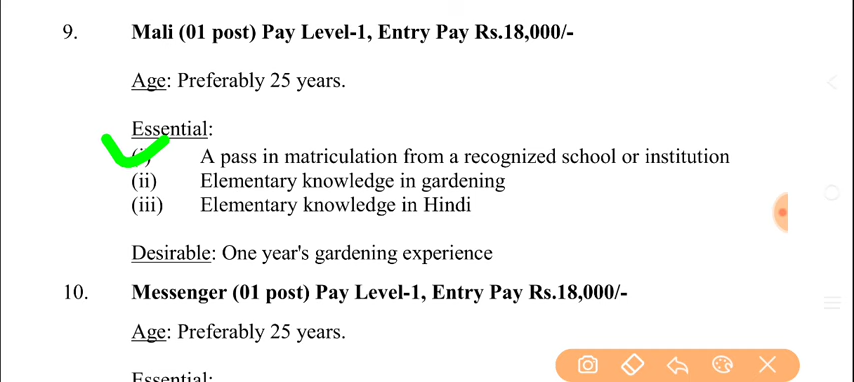 9. Mali (01 post) Pay Level-1, Entry Pay Rs.18,000/-
Age: Preferably 25 years.
Essential:
(i) A pass in matriculation from a recognized school or institution
(ii) Elementary knowledge in gardening
(iii) Elementary knowledge in Hindi
Desirable: One year's gardening experience
10. Messenger (01 post) Pay Level-1, Entry Pay Rs.18,000/-
Age: Preferably 25 years.
Essential: